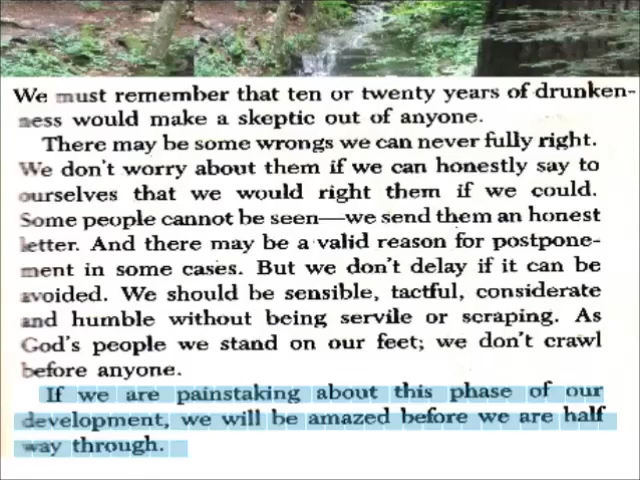 We must remember that ten or twenty years of drunken-
ness would make a skeptic out of anyone.
There may be some wrongs we can never fully right.
We don't worry about them if we can honestly say to
ourselves that we would right them if we could.
Some people cannot be seen—we send them an honest
letter. And there may be a valid reason for postpone-
ment in some cases. But we don't delay if it can be
avoided. We should be sensible, tactful, considerate
and humble without being servile or scraping. As
God's people we stand on our feet; we don't crawl
before anyone.
If we are painstaking about this phase of our
development, we will be amazed before we are half
way through.